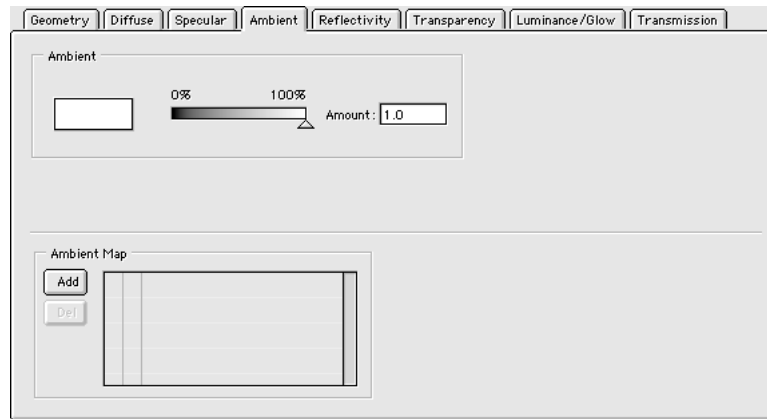 Geometry Diffuse Specular Ambient Reflectivity Transparency Luminance/Glow Transmission
Ambient
0% 100%
Amount: 1.0
Ambient Map
Add
Del